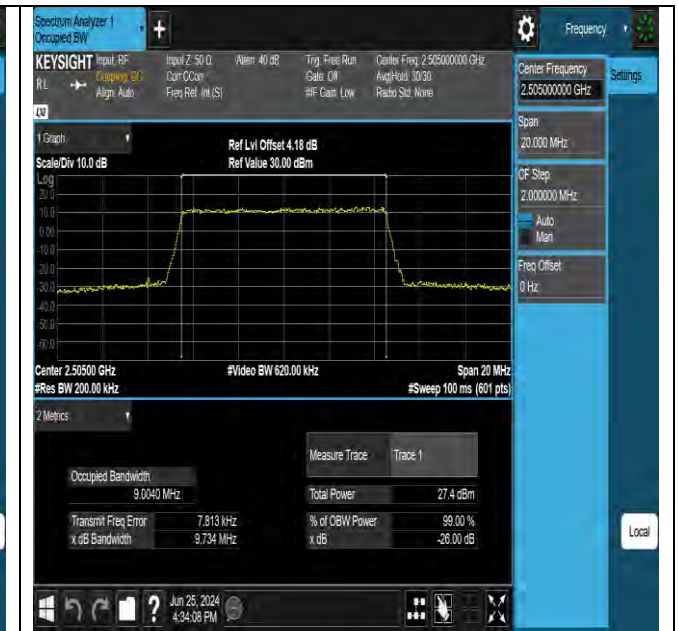 Spectrum Analyzer 1
Occupied BW
Frequency
KEYSIGHT Input: RF
RL
Coupling: DC
Align: Auto
Input Z: 50 Ω
Corr CCorr
Freq Ref: Int (S)
Atten: 40 dB
Trig: Free Run
Gate: Off
#IF Gain: Low
Center Freq: 2.505000000 GHz
Avg|Hold: 30/30
Radio Std: None
LXI
Center Frequency
2.505000000 GHz
Settings
Span
20.000 MHz
CF Step
2.000000 MHz
Auto
Man
Freq Offset
0 Hz
1 Graph
Ref Lvl Offset 4.18 dB
Scale/Div 10.0 dB
Ref Value 30.00 dBm
Log
20.0
10.0
0.00
-10.0
-20.0
-30.0
-40.0
-50.0
-60.0
Center 2.50500 GHz
#Video BW 620.00 kHz
Span 20 MHz
#Res BW 200.00 kHz
#Sweep 100 ms (601 pts)
2 Metrics
Measure Trace
Trace 1
Occupied Bandwidth
9.0040 MHz
Total Power
27.4 dBm
Transmit Freq Error
7.813 kHz
% of OBW Power
99.00 %
x dB Bandwidth
9.734 MHz
x dB
-26.00 dB
Local
?
Jun 25, 2024
4:34:08 PM